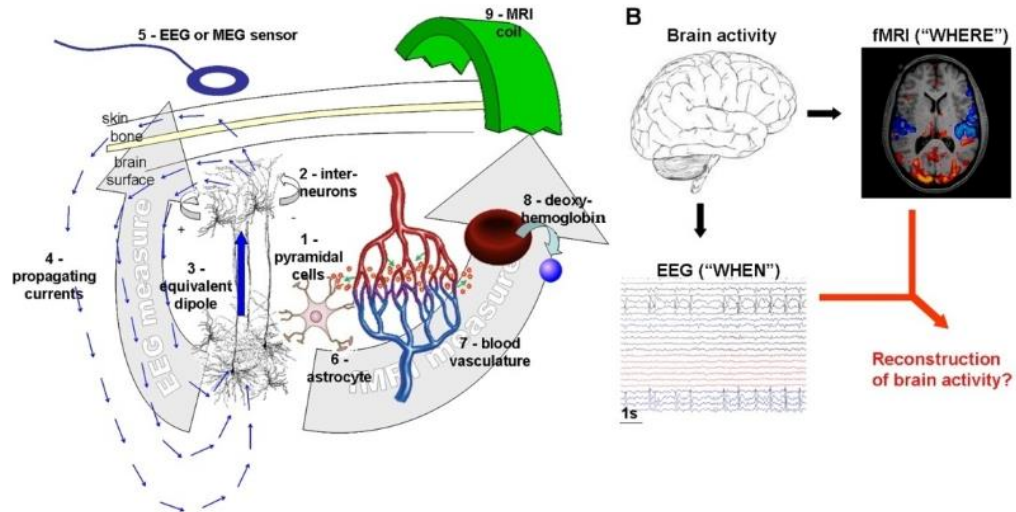 5 - EEG or MEG sensor
9 - MRI
coil
skin
bone
brain
surface
2 - inter-
neurons
8 - deoxy-
hemoglobin
+
-
1 -
pyramidal
cells
4 -
propagating
currents
3 -
equivalent
dipole
EEG measure
fMRI measure
6 -
astrocyte
7 - blood
vasculature
B
Brain activity
fMRI ("WHERE")
EEG ("WHEN")
1s
Reconstruction
of brain activity?